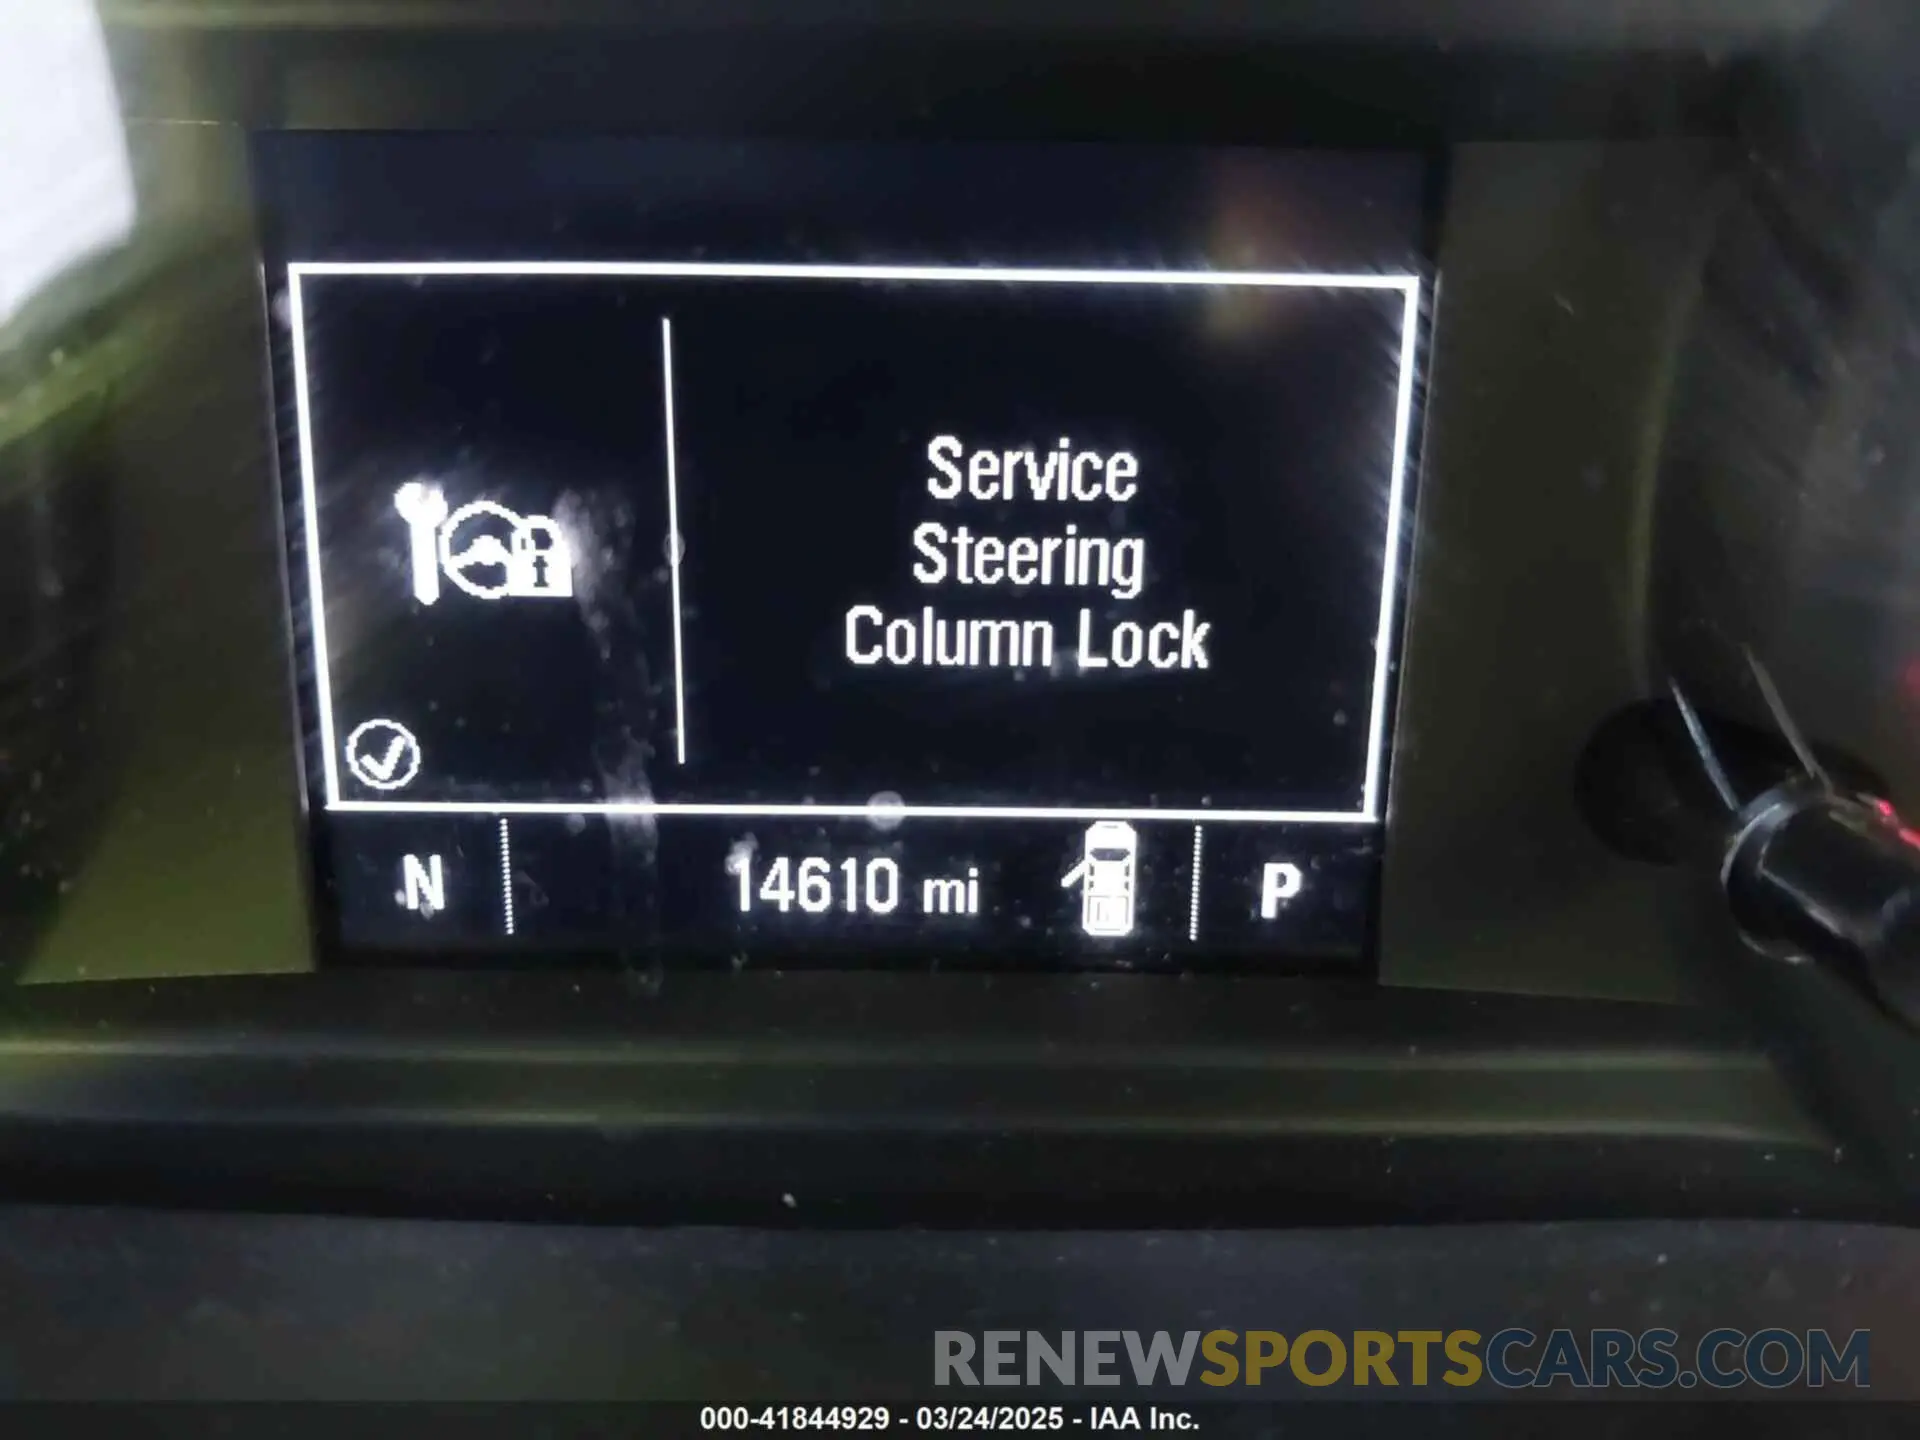 Service
Steering
Column Lock
N 14610 mi P
RENEWSPORTSCARS.COM
000-41844929 - 03/24/2025 - IAA Inc.